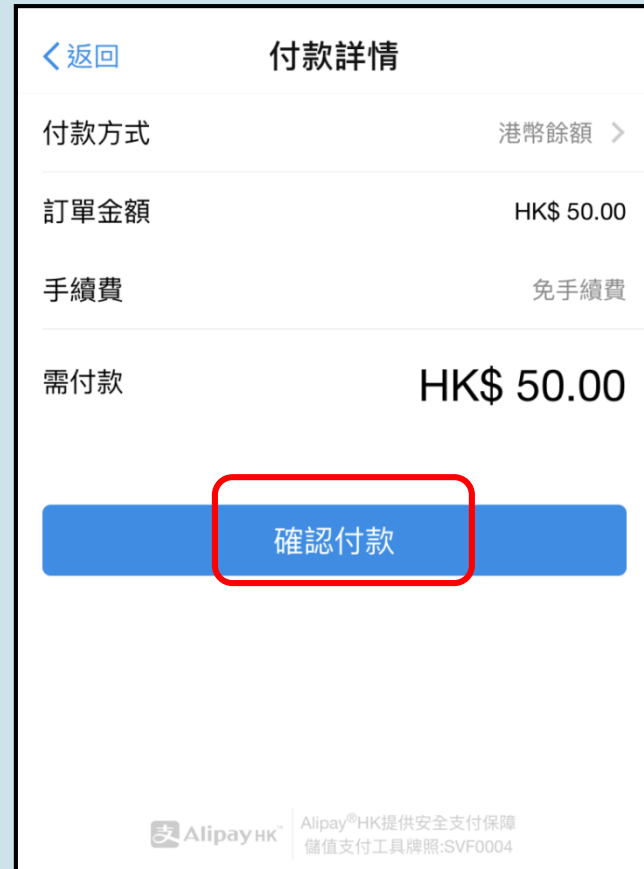 返回 付款詳情
付款方式 港幣餘額
訂單金額 HK$ 50.00
手續費 免手續費
需付款 HK$ 50.00
確認付款
支 AlipayHK™ Alipay®HK提供安全支付保障
儲值支付工具牌照:SVF0004